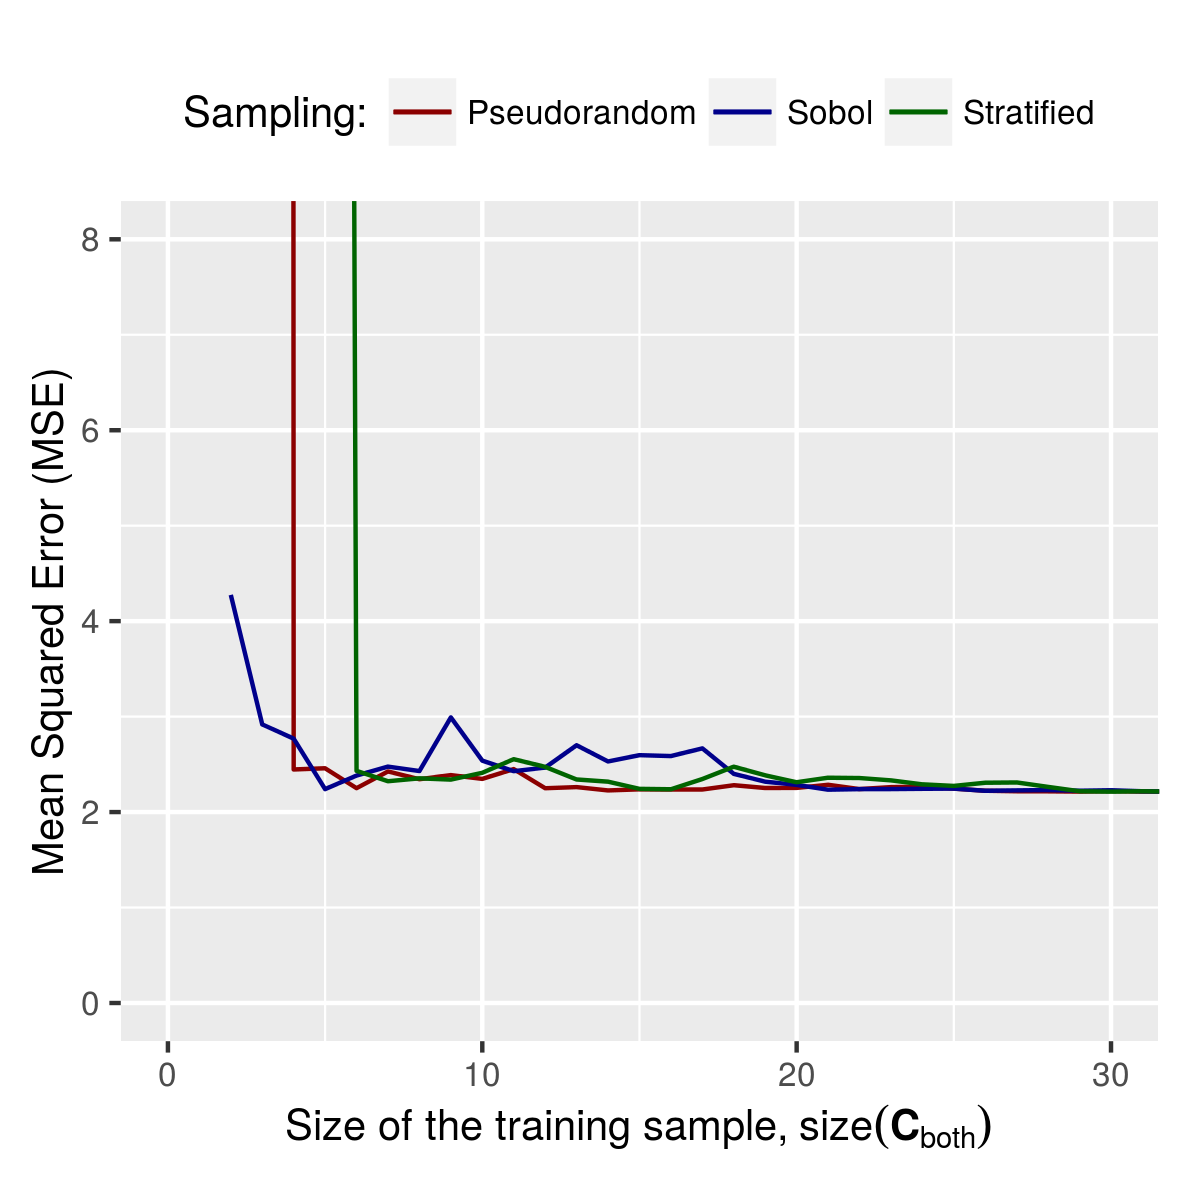 Sampling: Pseudorandom Sobol Stratified
Mean Squared Error (MSE)
8
6
4
2
0
0 10 20 30
Size of the training sample, size(Cboth)